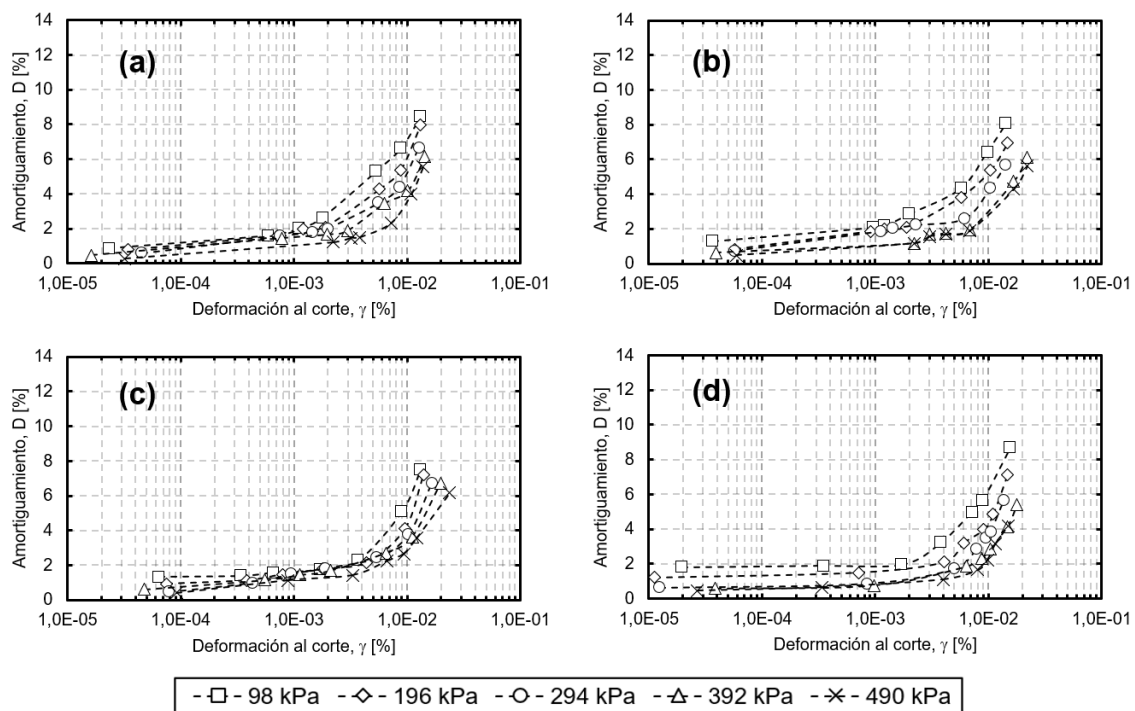 (a)
Amortiguamiento, D [%]
14
12
10
8
6
4
2
0
1,0E-05 1,0E-04 1,0E-03 1,0E-02 1,0E-01
Deformación al corte, γ [%]
(b)
Amortiguamiento, D [%]
14
12
10
8
6
4
2
0
1,0E-05 1,0E-04 1,0E-03 1,0E-02 1,0E-01
Deformación al corte, γ [%]
(c)
Amortiguamiento, D [%]
14
12
10
8
6
4
2
0
1,0E-05 1,0E-04 1,0E-03 1,0E-02 1,0E-01
Deformación al corte, γ [%]
(d)
Amortiguamiento, D [%]
14
12
10
8
6
4
2
0
1,0E-05 1,0E-04 1,0E-03 1,0E-02 1,0E-01
Deformación al corte, γ [%]
98 kPa 196 kPa 294 kPa 392 kPa 490 kPa